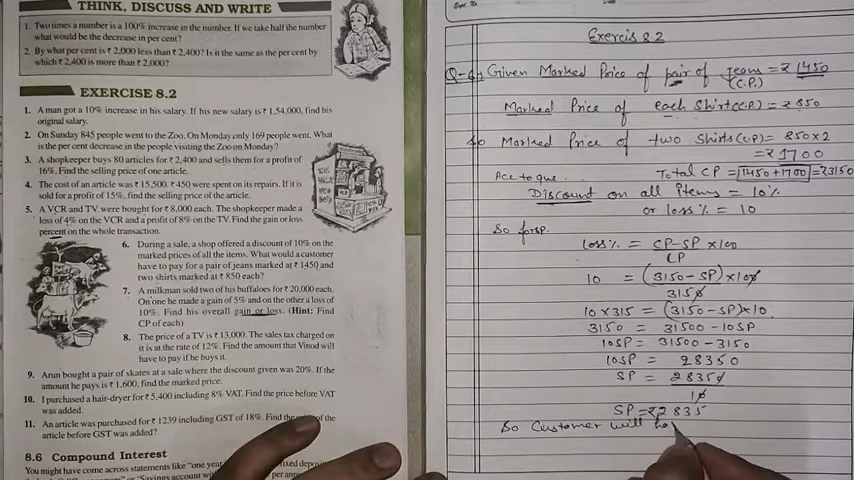 THINK, DISCUSS AND WRITE
1. Two times a number is a 100% increase in the number. If we take half the number
what would be the decrease in per cent?
2. By what per cent is ₹ 2,000 less than ₹ 2,400? Is it the same as the per cent by
which ₹ 2,400 is more than ₹ 2,000?
EXERCISE 8.2
1. A man got a 10% increase in his salary. If his new salary is ₹ 1,54,000, find his
original salary.
2. On Sunday 845 people went to the Zoo. On Monday only 169 people went. What
is the per cent decrease in the people visiting the Zoo on Monday?
3. A shopkeeper buys 80 articles for ₹ 2,400 and sells them for a profit of
16%. Find the selling price of one article.
4. The cost of an article was ₹ 15,500. ₹ 450 were spent on its repairs. If it is
sold for a profit of 15%, find the selling price of the article.
5. A VCR and TV were bought for ₹ 8,000 each. The shopkeeper made a
loss of 4% on the VCR and a profit of 8% on the TV. Find the gain or loss
percent on the whole transaction.
6. During a sale, a shop offered a discount of 10% on the
marked prices of all the items. What would a customer
have to pay for a pair of jeans marked at ₹ 1450 and
two shirts marked at ₹ 850 each?
7. A milkman sold two of his buffaloes for ₹ 20,000 each.
On one he made a gain of 5% and on the other a loss of
10%. Find his overall gain or loss. (Hint: Find
CP of each)
8. The price of a TV is ₹ 13,000. The sales tax charged on
it is at the rate of 12%. Find the amount that Vinod will
have to pay if he buys it.
9. Arun bought a pair of skates at a sale where the discount given was 20%. If the
amount he pays is ₹ 1,600, find the marked price.
10. I purchased a hair-dryer for ₹ 5,400 including 8% VAT. Find the price before VAT
was added.
11. An article was purchased for ₹ 1239 including GST of 18%. Find the of the
article before GST was added?
8.6 Compound Interest
You might have come across statements like "one year fixed deposit
per ann
Exp. No
Exercis 8.2
Q-6 Given Marked Price of pair of Jeans = ₹ 1450
(C.P.)
Marked Price of each Shirt (C.P.) = ₹ 850
So Marked Price of two Shirts (C.P) = 850 × 2
= ₹ 1700
Acc to que. Total CP = 1450 + 1700 = ₹ 3150
Discount on all items = 10%
or loss% = 10
So for SP.
loss% = CP-SP × 100
CP
10 = (3150 - SP) × 100
3150
10 × 315 = (3150 - SP) × 10
3150 = 31500 - 10SP
10SP = 31500 - 3150
10SP = 28350
SP = 28350
10
SP = ₹ 2835
So Customer will ha